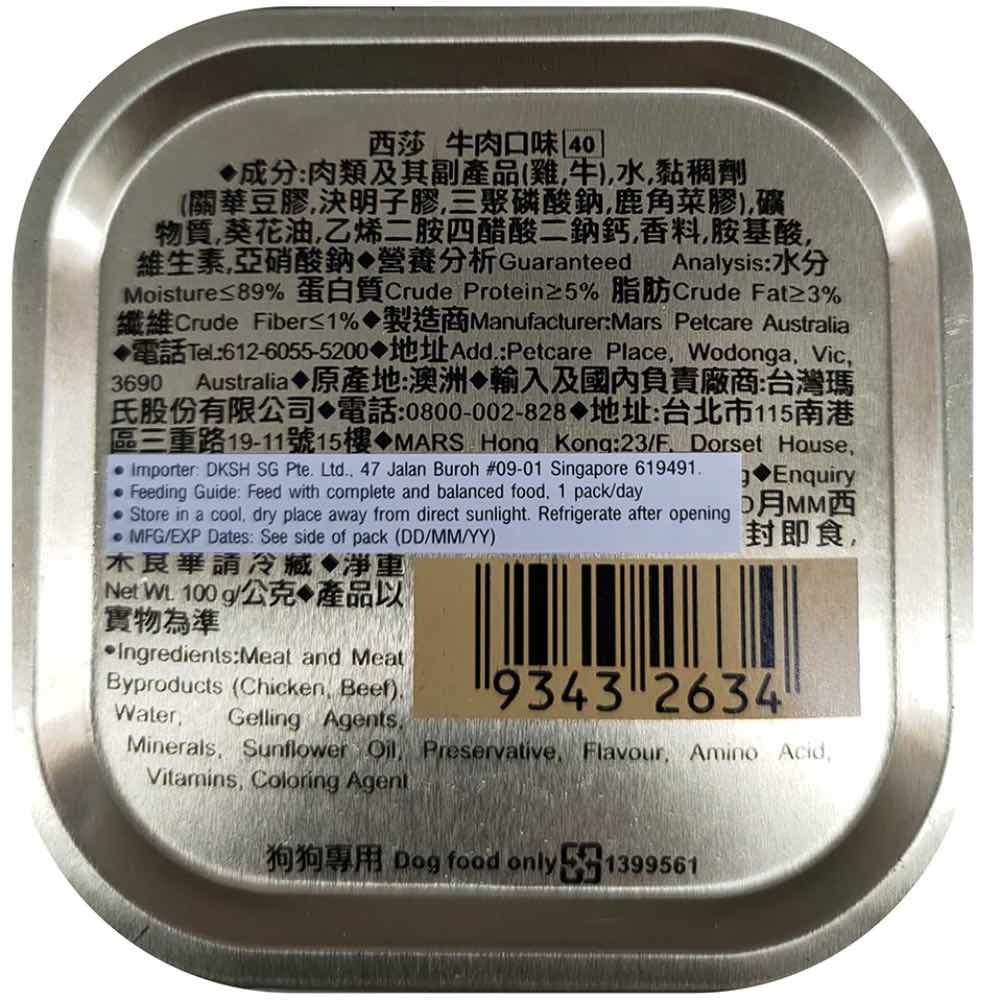 西莎 牛肉口味 40
◆成分:肉類及其副產品(雞,牛),水,黏稠劑
(關華豆膠,決明子膠,三聚磷酸鈉,鹿角菜膠),礦
物質,葵花油,乙烯二胺四醋酸二鈉鈣,香料,胺基酸,
維生素,亞硝酸鈉◆營養分析Guaranteed Analysis:水分
Moisture≤89% 蛋白質Crude Protein≥5% 脂肪Crude Fat≥3%
纖維Crude Fiber≤1%◆製造商Manufacturer:Mars Petcare Australia
◆電話Tel.:612-6055-5200◆地址Add.:Petcare Place, Wodonga, Vic,
3690 Australia◆原產地:澳洲◆輸入及國內負責廠商:台灣瑪
氏股份有限公司◆電話:0800-002-828◆地址:台北市115南港
區三重路19-11號15樓◆MARS Hong Kong:23/F, Dorset House,
• Importer: DKSH SG Pte. Ltd., 47 Jalan Buroh #09-01 Singapore 619491.
• Feeding Guide: Feed with complete and balanced food, 1 pack/day
• Store in a cool, dry place away from direct sunlight. Refrigerate after opening
• MFG/EXP Dates: See side of pack (DD/MM/YY)
◆Enquiry
月MM西
封即食,
請冷藏◆淨重
Net Wt. 100 g/公克◆產品以
實物為準
•Ingredients:Meat and Meat
Byproducts (Chicken, Beef),
Water, Gelling Agents,
Minerals, Sunflower Oil, Preservative, Flavour, Amino Acid,
Vitamins, Coloring Agent
9343 2634
狗狗專用 Dog food only 1399561